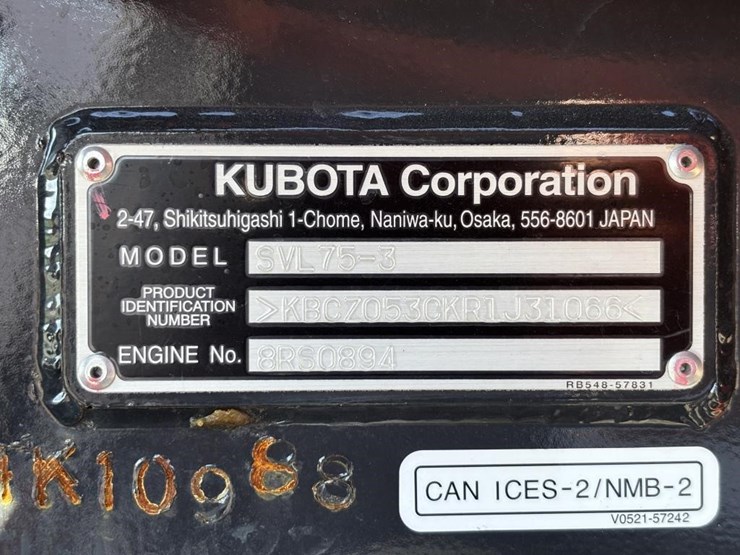 KUBOTA Corporation
2-47, Shikitsuhigashi 1-Chome, Naniwa-ku, Osaka, 556-8601 JAPAN
MODEL SVL75-3
PRODUCT IDENTIFICATION NUMBER >KBCZ053CKR1J31066<
ENGINE No. 8RS0894
RB548-57831
CAN ICES-2/NMB-2
V0521-57242